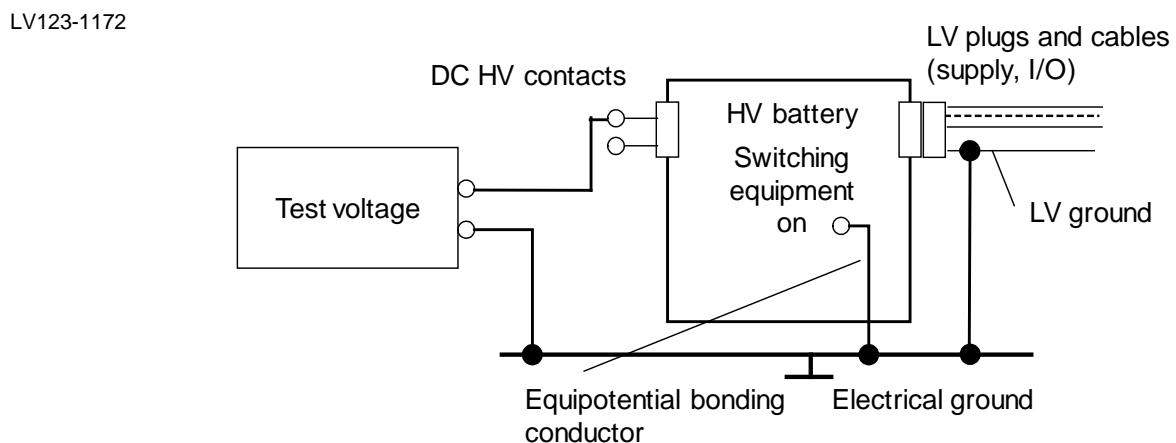 LV123-1172
LV plugs and cables
(supply, I/O)
DC HV contacts
HV battery
Switching
equipment
on
Test voltage
LV ground
Equipotential bonding
conductor
Electrical ground